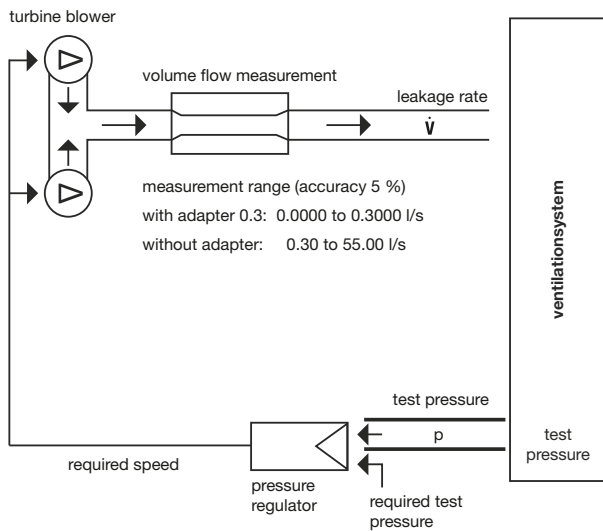 turbine blower
volume flow measurement
leakage rate
V̇
measurement range (accuracy 5 %)
with adapter 0.3: 0.0000 to 0.3000 l/s
without adapter: 0.30 to 55.00 l/s
ventilationsystem
test pressure
p
test
pressure
required speed
pressure
regulator
required test
pressure